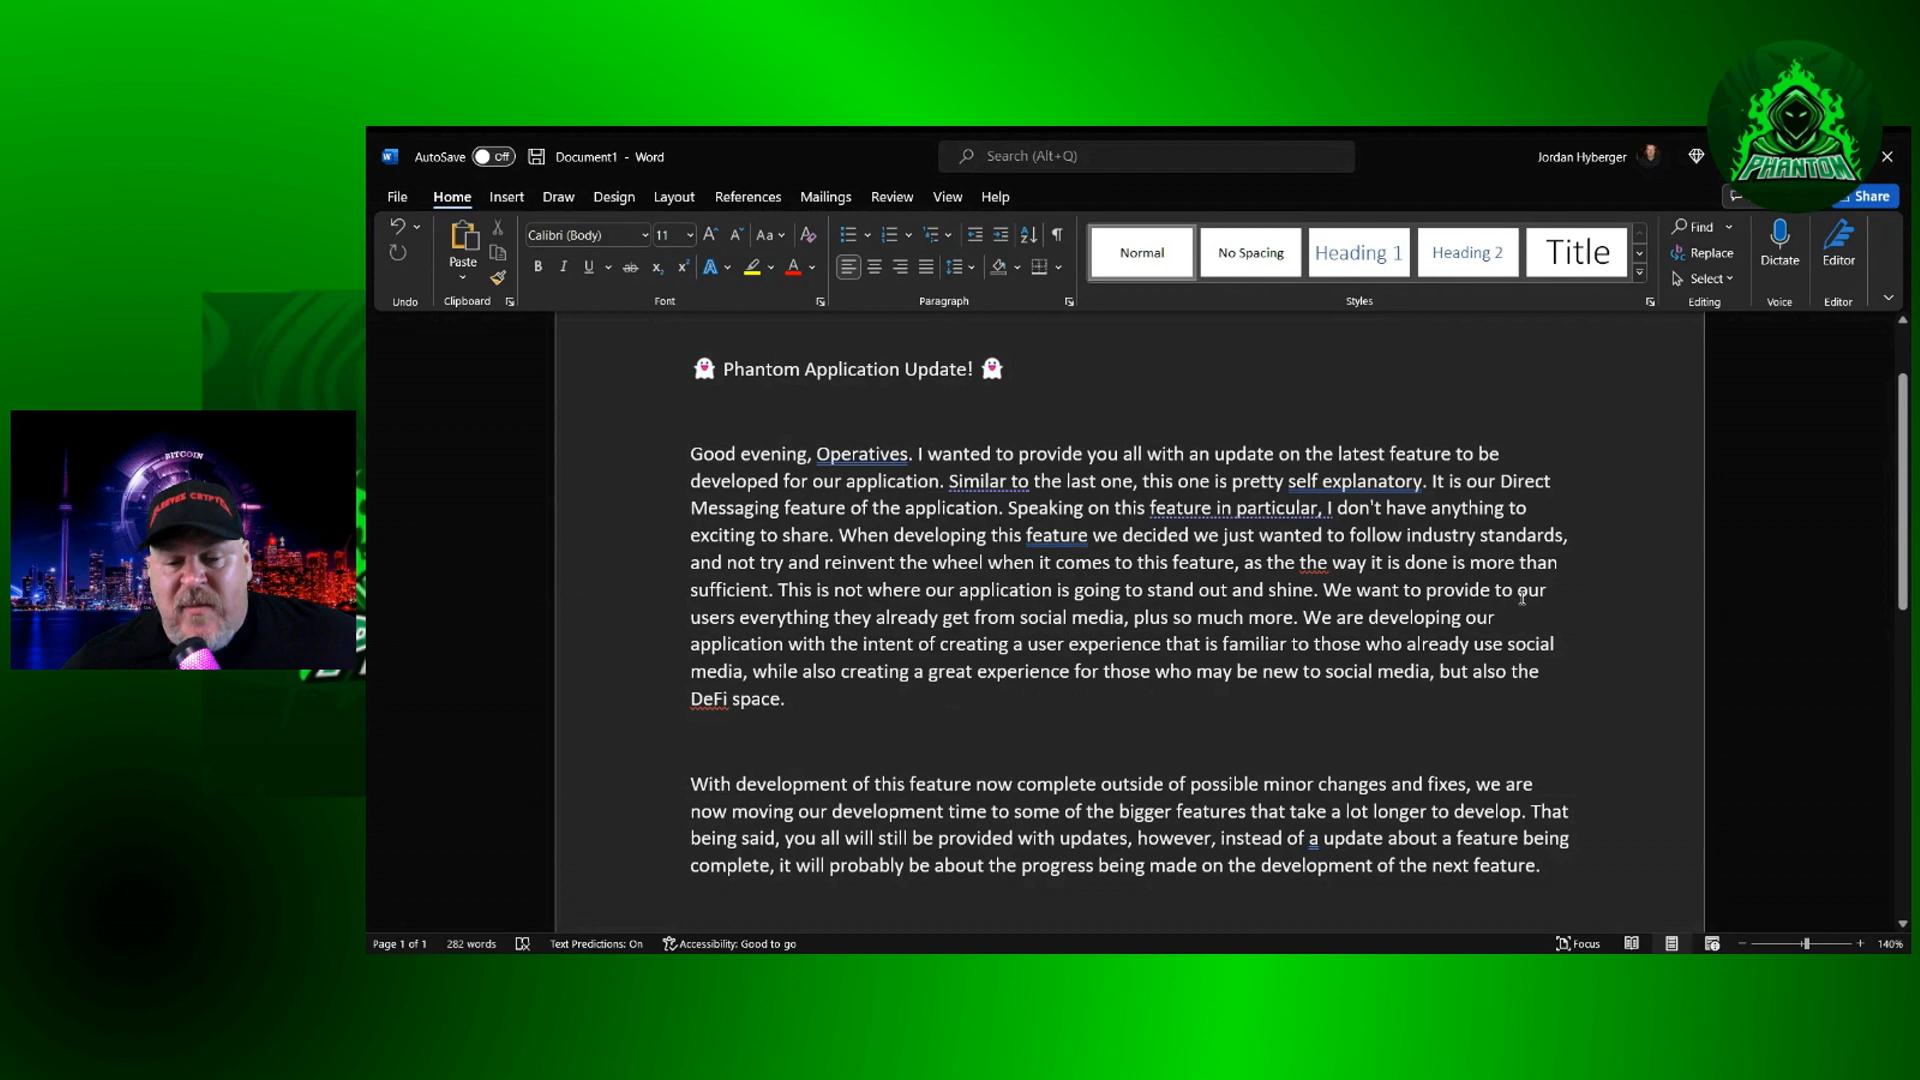 AutoSave Off Document1 - Word Search (Alt+Q) Jordan Hyberger
PHANTOM
File Home Insert Draw Design Layout References Mailings Review View Help Share
Calibri (Body) 11 Aa
Paste
B I U ab x₂ x² A A
Normal No Spacing Heading 1 Heading 2 Title
Find
Replace
Select
Dictate Editor
Undo Clipboard Font Paragraph Styles Editing Voice Editor
Phantom Application Update!
Good evening, Operatives. I wanted to provide you all with an update on the latest feature to be
developed for our application. Similar to the last one, this one is pretty self explanatory. It is our Direct
Messaging feature of the application. Speaking on this feature in particular, I don't have anything to
exciting to share. When developing this feature we decided we just wanted to follow industry standards,
and not try and reinvent the wheel when it comes to this feature, as the the way it is done is more than
sufficient. This is not where our application is going to stand out and shine. We want to provide to our
users everything they already get from social media, plus so much more. We are developing our
application with the intent of creating a user experience that is familiar to those who already use social
media, while also creating a great experience for those who may be new to social media, but also the
DeFi space.
With development of this feature now complete outside of possible minor changes and fixes, we are
now moving our development time to some of the bigger features that take a lot longer to develop. That
being said, you all will still be provided with updates, however, instead of a update about a feature being
complete, it will probably be about the progress being made on the development of the next feature.
Page 1 of 1 282 words Text Predictions: On Accessibility: Good to go Focus 140%
BITCOIN